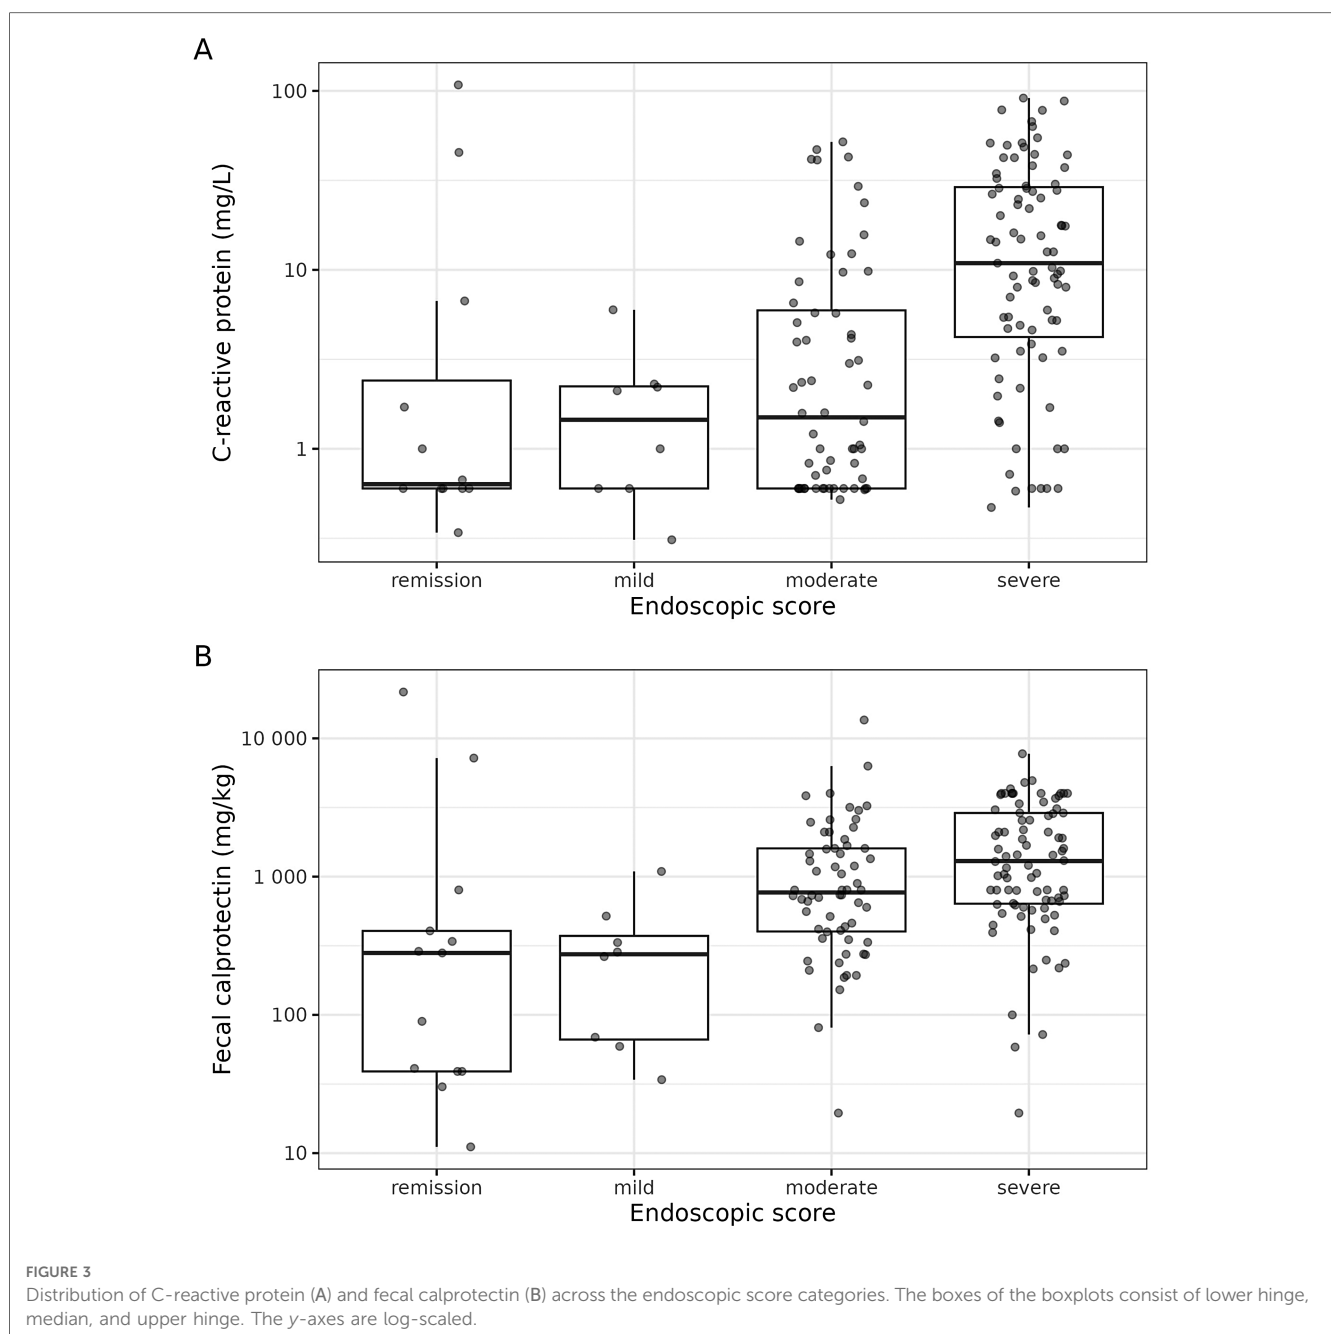 A
100
10
1
C-reactive protein (mg/L)
remission mild moderate severe
Endoscopic score
B
10 000
1 000
100
10
Fecal calprotectin (mg/kg)
remission mild moderate severe
Endoscopic score
FIGURE 3
Distribution of C-reactive protein (A) and fecal calprotectin (B) across the endoscopic score categories. The boxes of the boxplots consist of lower hinge,
median, and upper hinge. The y-axes are log-scaled.